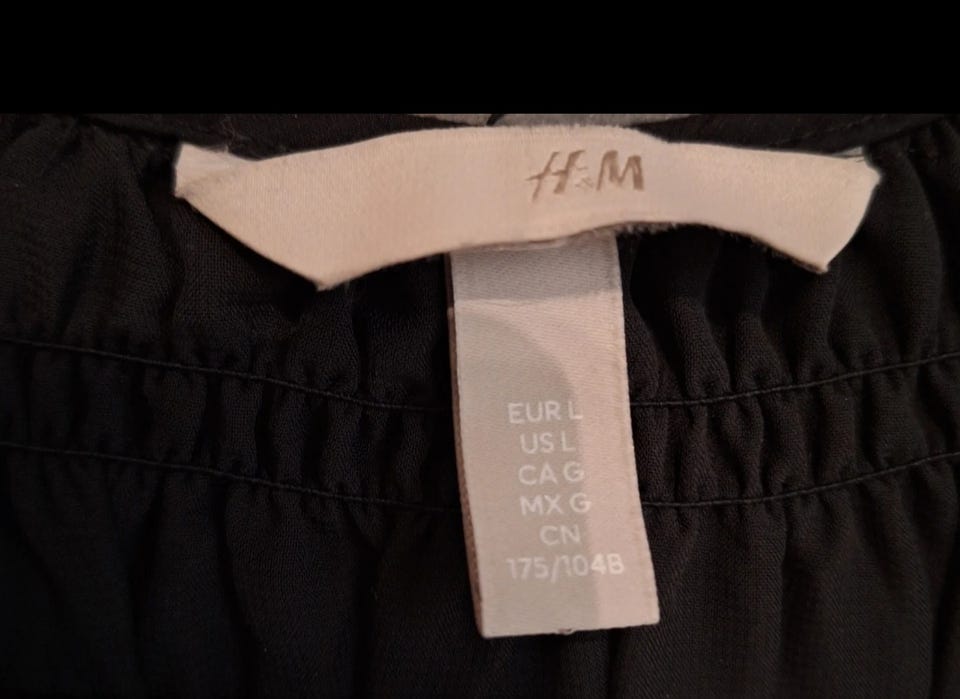 H&M
EUR L
US L
CA G
MX G
CN
175/104B